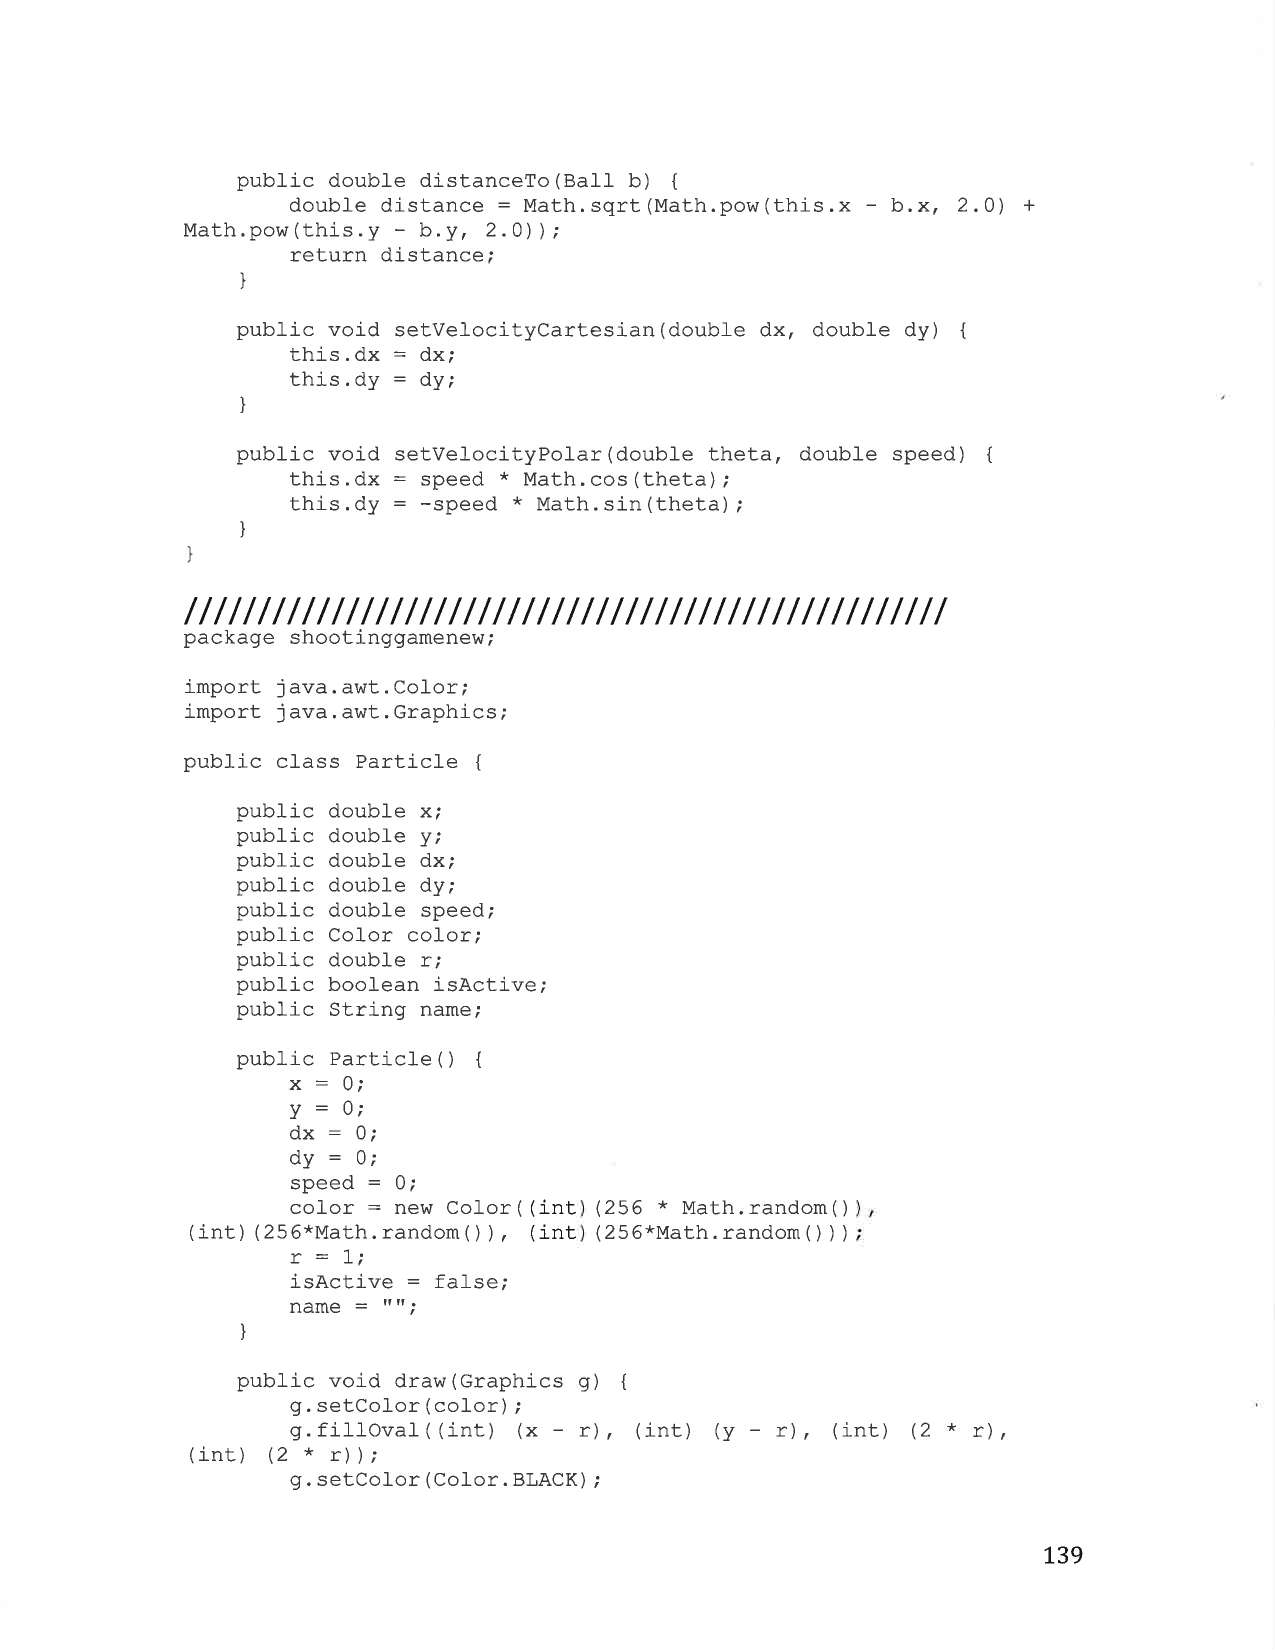 public double distanceTo(Ball b) {
double distance = Math.sqrt(Math.pow(this.x - b.x, 2.0) +
Math.pow(this.y - b.y, 2.0));
return distance;
}
public void setVelocityCartesian(double dx, double dy) {
this.dx = dx;
this.dy = dy;
}
public void setVelocityPolar(double theta, double speed) {
this.dx = speed * Math.cos(theta);
this.dy = -speed * Math.sin(theta);
}
}
////////////////////////////////////////////////////
package shootinggamenew;
import java.awt.Color;
import java.awt.Graphics;
public class Particle {
public double x;
public double y;
public double dx;
public double dy;
public double speed;
public Color color;
public double r;
public boolean isActive;
public String name;
public Particle() {
x = 0;
y = 0;
dx = 0;
dy = 0;
speed = 0;
color = new Color((int)(256 * Math.random()),
(int)(256*Math.random()), (int)(256*Math.random()));
r = 1;
isActive = false;
name = "";
}
public void draw(Graphics g) {
g.setColor(color);
g.fillOval((int) (x - r), (int) (y - r), (int) (2 * r),
(int) (2 * r));
g.setColor(Color.BLACK);
139